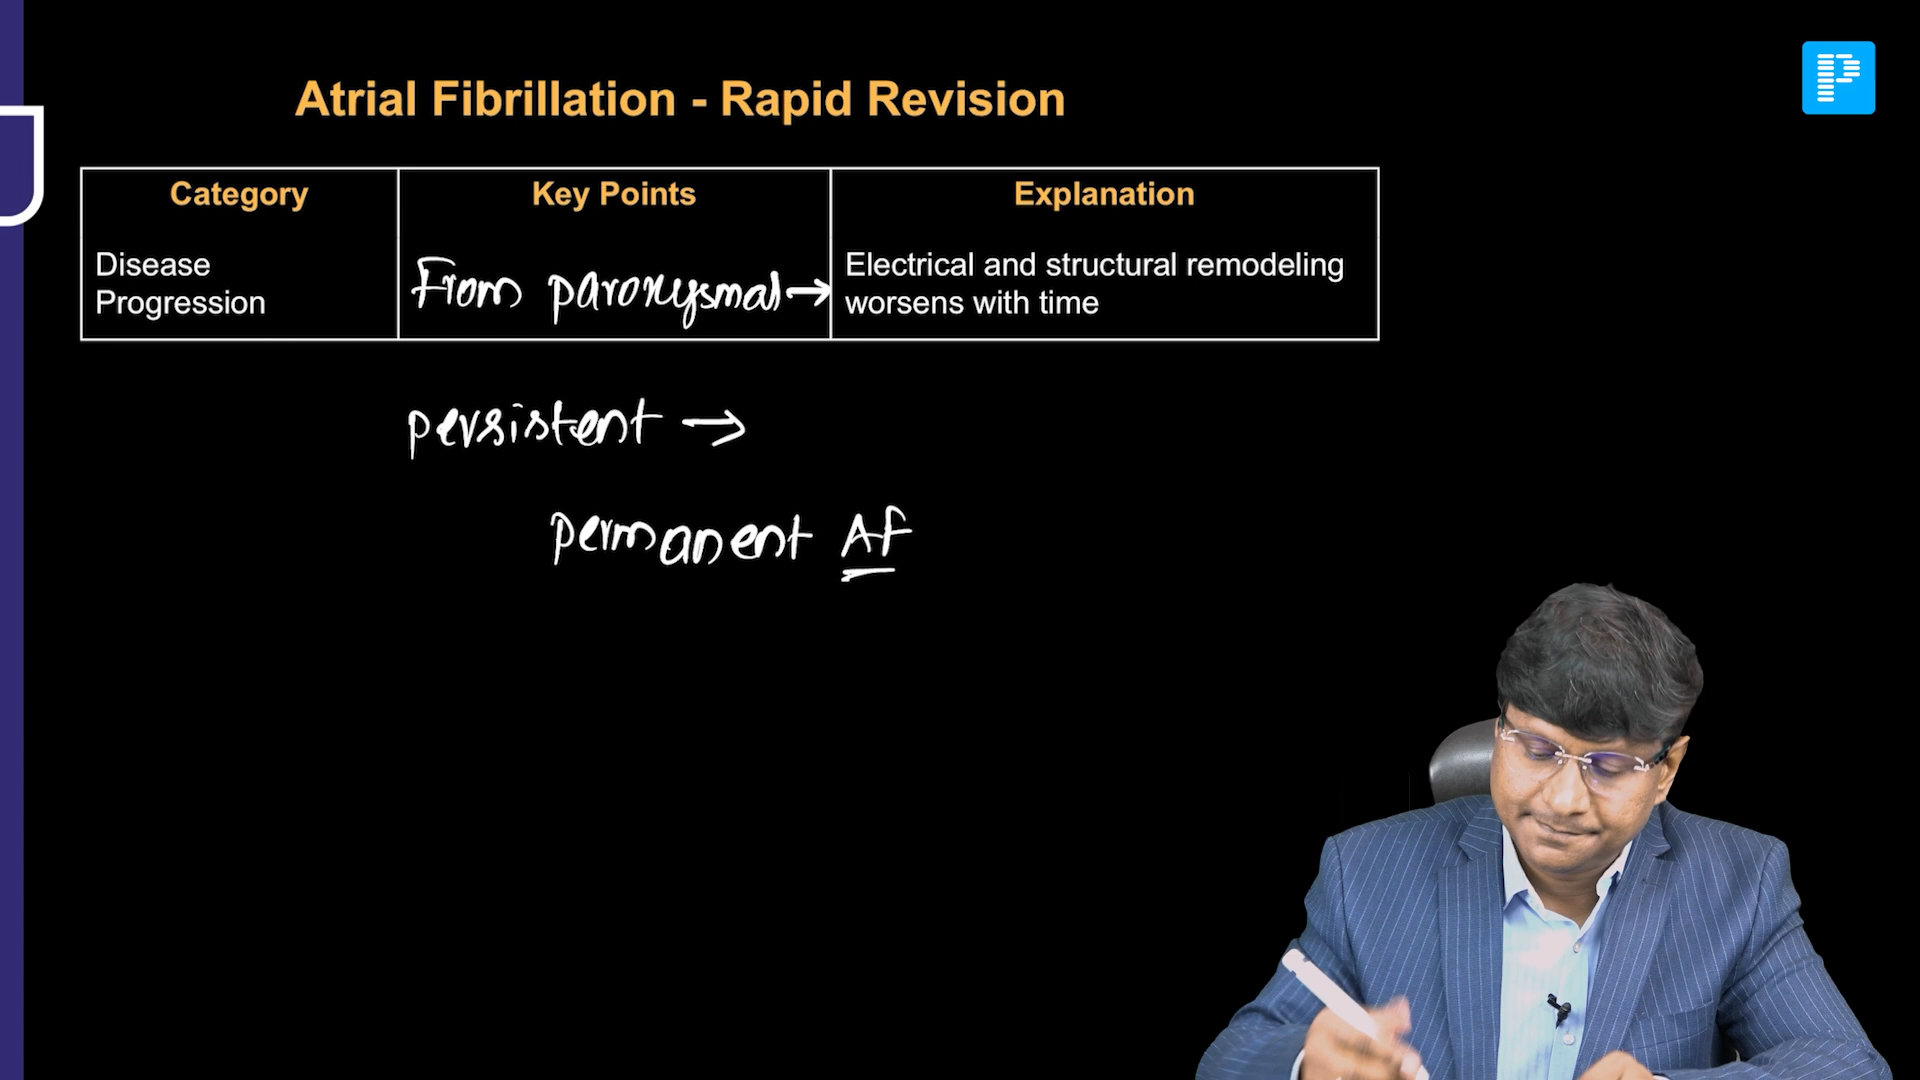 Atrial Fibrillation - Rapid Revision
Category Key Points Explanation
Disease
Progression
From paroxysmal→
Electrical and structural remodeling
worsens with time
persistent →
permanent AF